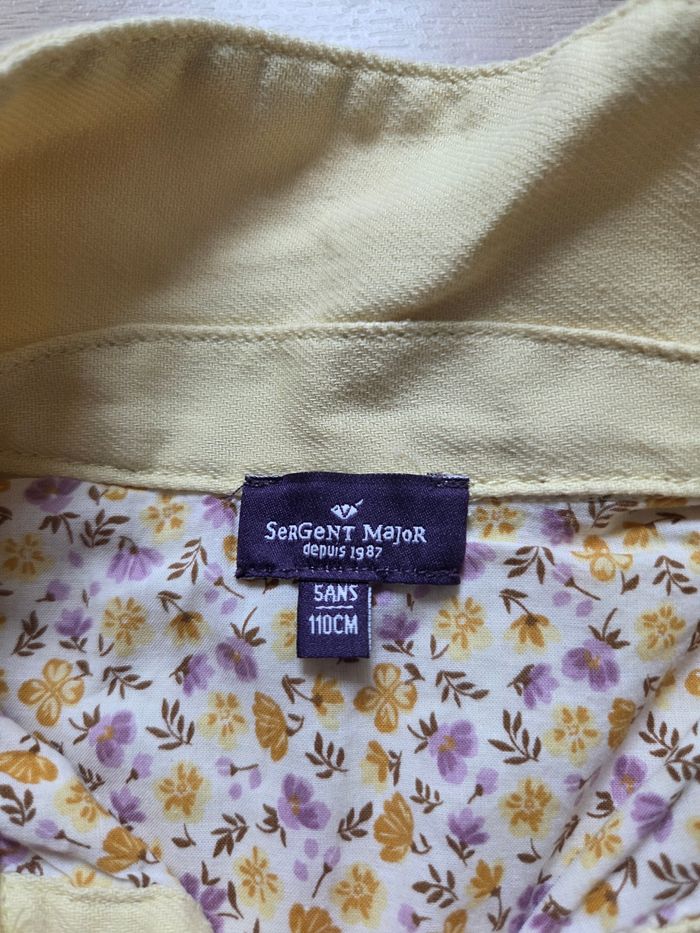 SerGeNT MaJoR
depuis 1987
5ANS
110CM